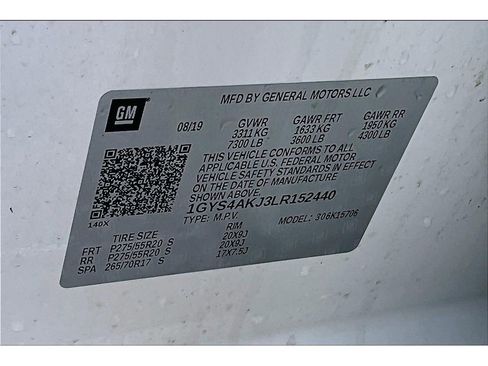 GM
MFD BY GENERAL MOTORS LLC
08/19 GVWR GAWR FRT GAWR RR
3311 KG 1633 KG 1950 KG
7300 LB 3600 LB 4300 LB
THIS VEHICLE CONFORMS TO ALL
APPLICABLE U.S. FEDERAL MOTOR
VEHICLE SAFETY STANDARDS IN EFFECT
ON THE DATE OF MANUFACTURE
SHOWN ABOVE.
1GYS4AKJ3LR152440
TYPE: M.P.V. MODEL: 306K15706
140X
TIRE SIZE RIM
FRT P275/55R20 S 20X9J
RR P275/55R20 S 20X9J
SPA 265/70R17 S 17X7.5J